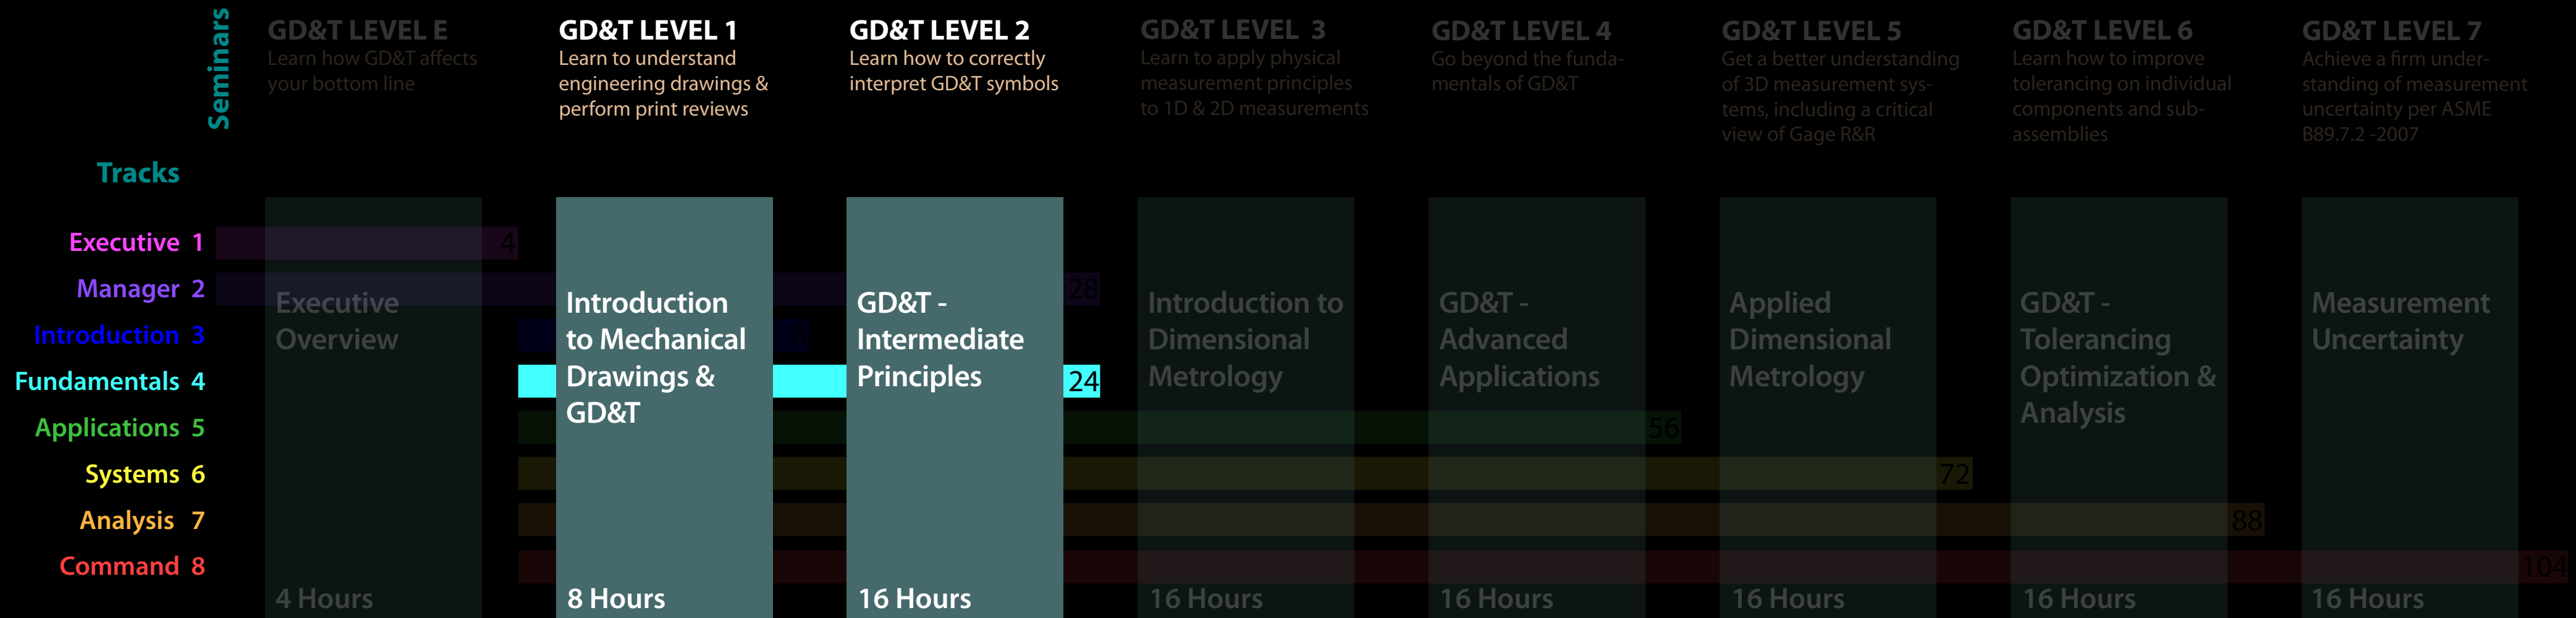 Seminars
GD&T LEVEL E
Learn how GD&T affects
your bottom line
GD&T LEVEL 1
Learn to understand
engineering drawings &
perform print reviews
GD&T LEVEL 2
Learn how to correctly
interpret GD&T symbols
GD&T LEVEL 3
Learn to apply physical
measurement principles
to 1D & 2D measurements
GD&T LEVEL 4
Go beyond the funda-
mentals of GD&T
GD&T LEVEL 5
Get a better understanding
of 3D measurement sys-
tems, including a critical
view of Gage R&R
GD&T LEVEL 6
Learn how to improve
tolerancing on individual
components and sub-
assemblies
GD&T LEVEL 7
Achieve a firm under-
standing of measurement
uncertainty per ASME
B89.7.2 -2007
Tracks
Executive 1
4
Manager 2
28
Introduction 3
Fundamentals 4
24
Applications 5
56
Systems 6
72
Analysis 7
88
Command 8
104
Executive
Overview
4 Hours
Introduction
to Mechanical
Drawings &
GD&T
8 Hours
GD&T -
Intermediate
Principles
16 Hours
Introduction to
Dimensional
Metrology
16 Hours
GD&T -
Advanced
Applications
16 Hours
Applied
Dimensional
Metrology
16 Hours
GD&T -
Tolerancing
Optimization &
Analysis
16 Hours
Measurement
Uncertainty
16 Hours